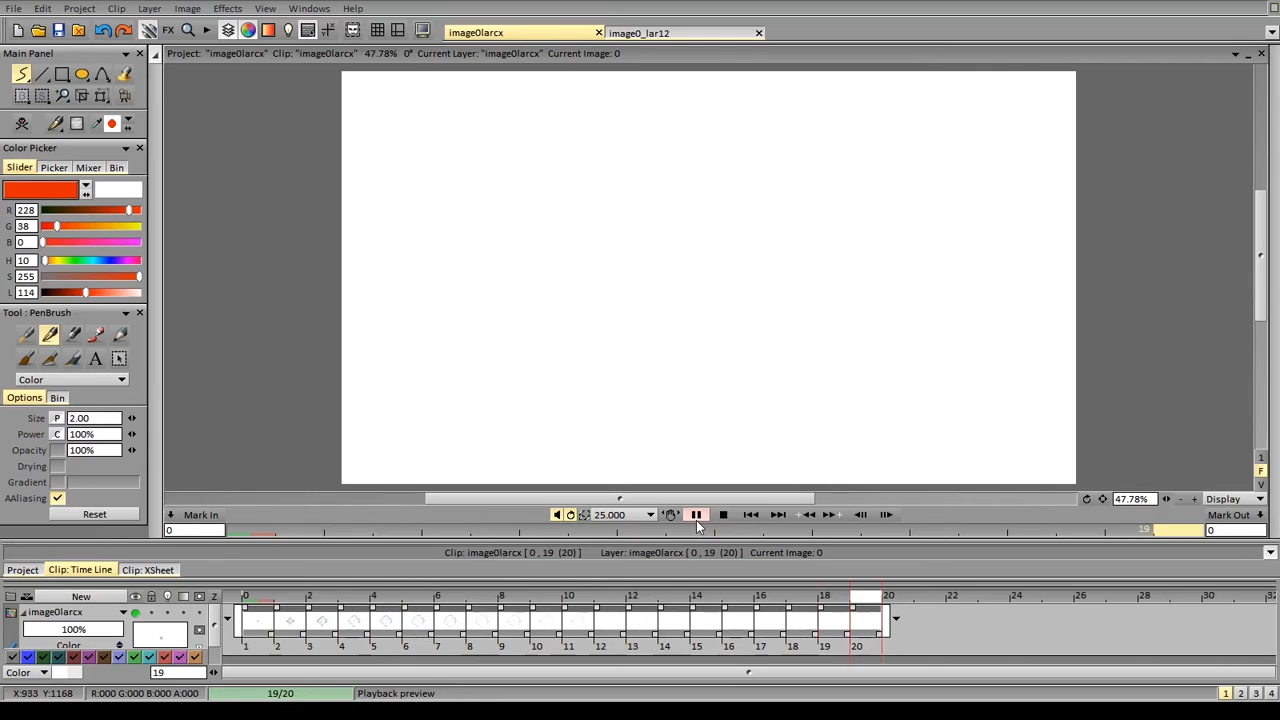 File Edit Project Clip Layer Image Effects View Windows Help
FX image0larcx image0_lar12
Main Panel Project: "image0larcx" Clip: "image0larcx" 47.78% 0° Current Layer:"image0larcx" Current Image: 0
Color Picker
Slider Picker Mixer Bin
R 228
G 38
B 0
H 10
S 255
L 114
Tool : PenBrush
A
Color
Options Bin
Size P 2.00
Power C 100%
Opacity 100%
Drying
Gradient
AAliasing
Reset
1
F
V
47.78% - + Display
Mark In 25.000 Mark Out
0 19 0
Clip: image0larcx [ 0 , 19 (20) ] Layer: image0larcx [ 0 , 19 (20) ] Current Image: 0
Project Clip: Time Line Clip: XSheet
New Z 0 2 4 6 8 10 12 14 16 18 20 22 24 26 28 30 32
image0larcx
100%
Color
1 2 3 4 5 6 7 8 9 10 11 12 13 14 15 16 17 18 19 20
Color 19
X:933 Y:1168 R:000 G:000 B:000 A:000 19/20 Playback preview 1 2 3 4